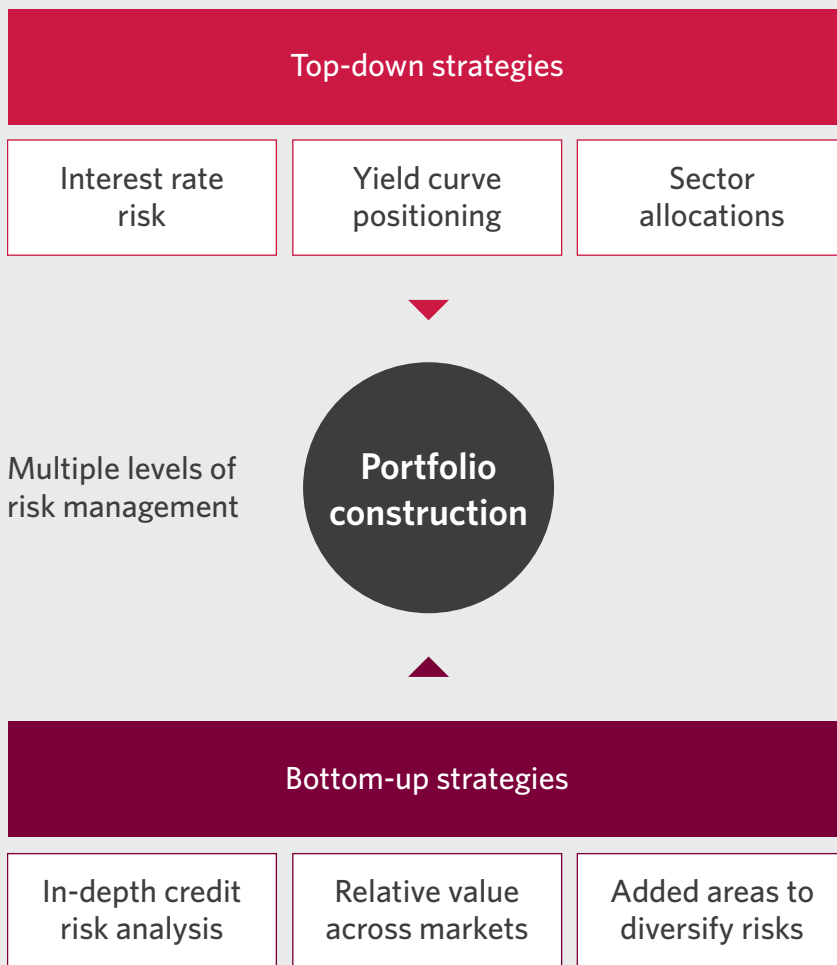 Top-down strategies
Interest rate
risk
Yield curve
positioning
Sector
allocations
Multiple levels of
risk management
Portfolio
construction
Bottom-up strategies
In-depth credit
risk analysis
Relative value
across markets
Added areas to
diversify risks